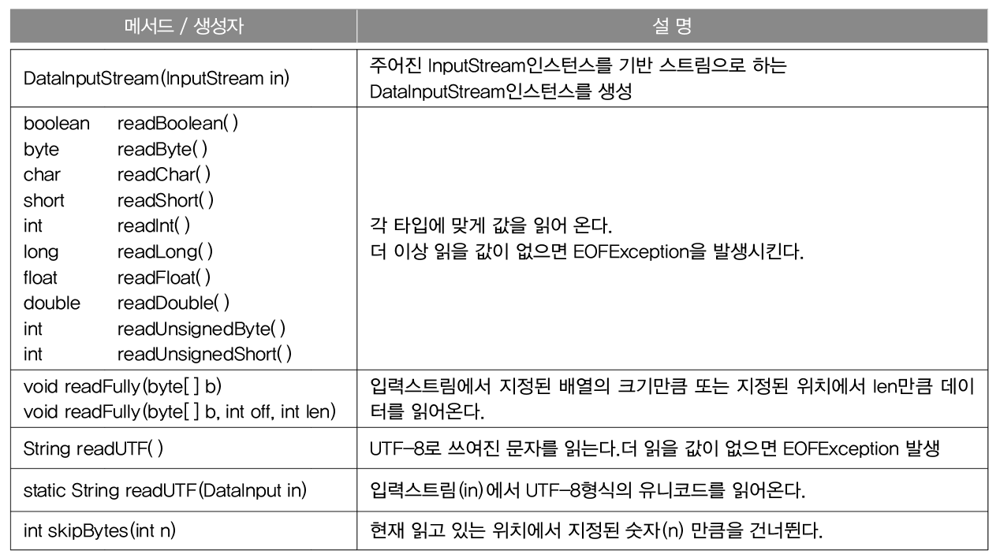 메서드 / 생성자 설 명
DataInputStream(InputStream in)
주어진 InputStream인스턴스를 기반 스트림으로 하는
DataInputStream인스턴스를 생성
boolean readBoolean( )
byte readByte( )
char readChar( )
short readShort( )
int readInt( )
long readLong( )
float readFloat( )
double readDouble( )
int readUnsignedByte( )
int readUnsignedShort( )
각 타입에 맞게 값을 읽어 온다.
더 이상 읽을 값이 없으면 EOFException을 발생시킨다.
void readFully(byte[ ] b)
void readFully(byte[ ] b, int off, int len)
입력스트림에서 지정된 배열의 크기만큼 또는 지정된 위치에서 len만큼 데이
터를 읽어온다.
String readUTF( )
UTF-8로 쓰여진 문자를 읽는다.더 읽을 값이 없으면 EOFException 발생
static String readUTF(DataInput in)
입력스트림(in)에서 UTF-8형식의 유니코드를 읽어온다.
int skipBytes(int n)
현재 읽고 있는 위치에서 지정된 숫자(n) 만큼을 건너뛴다.